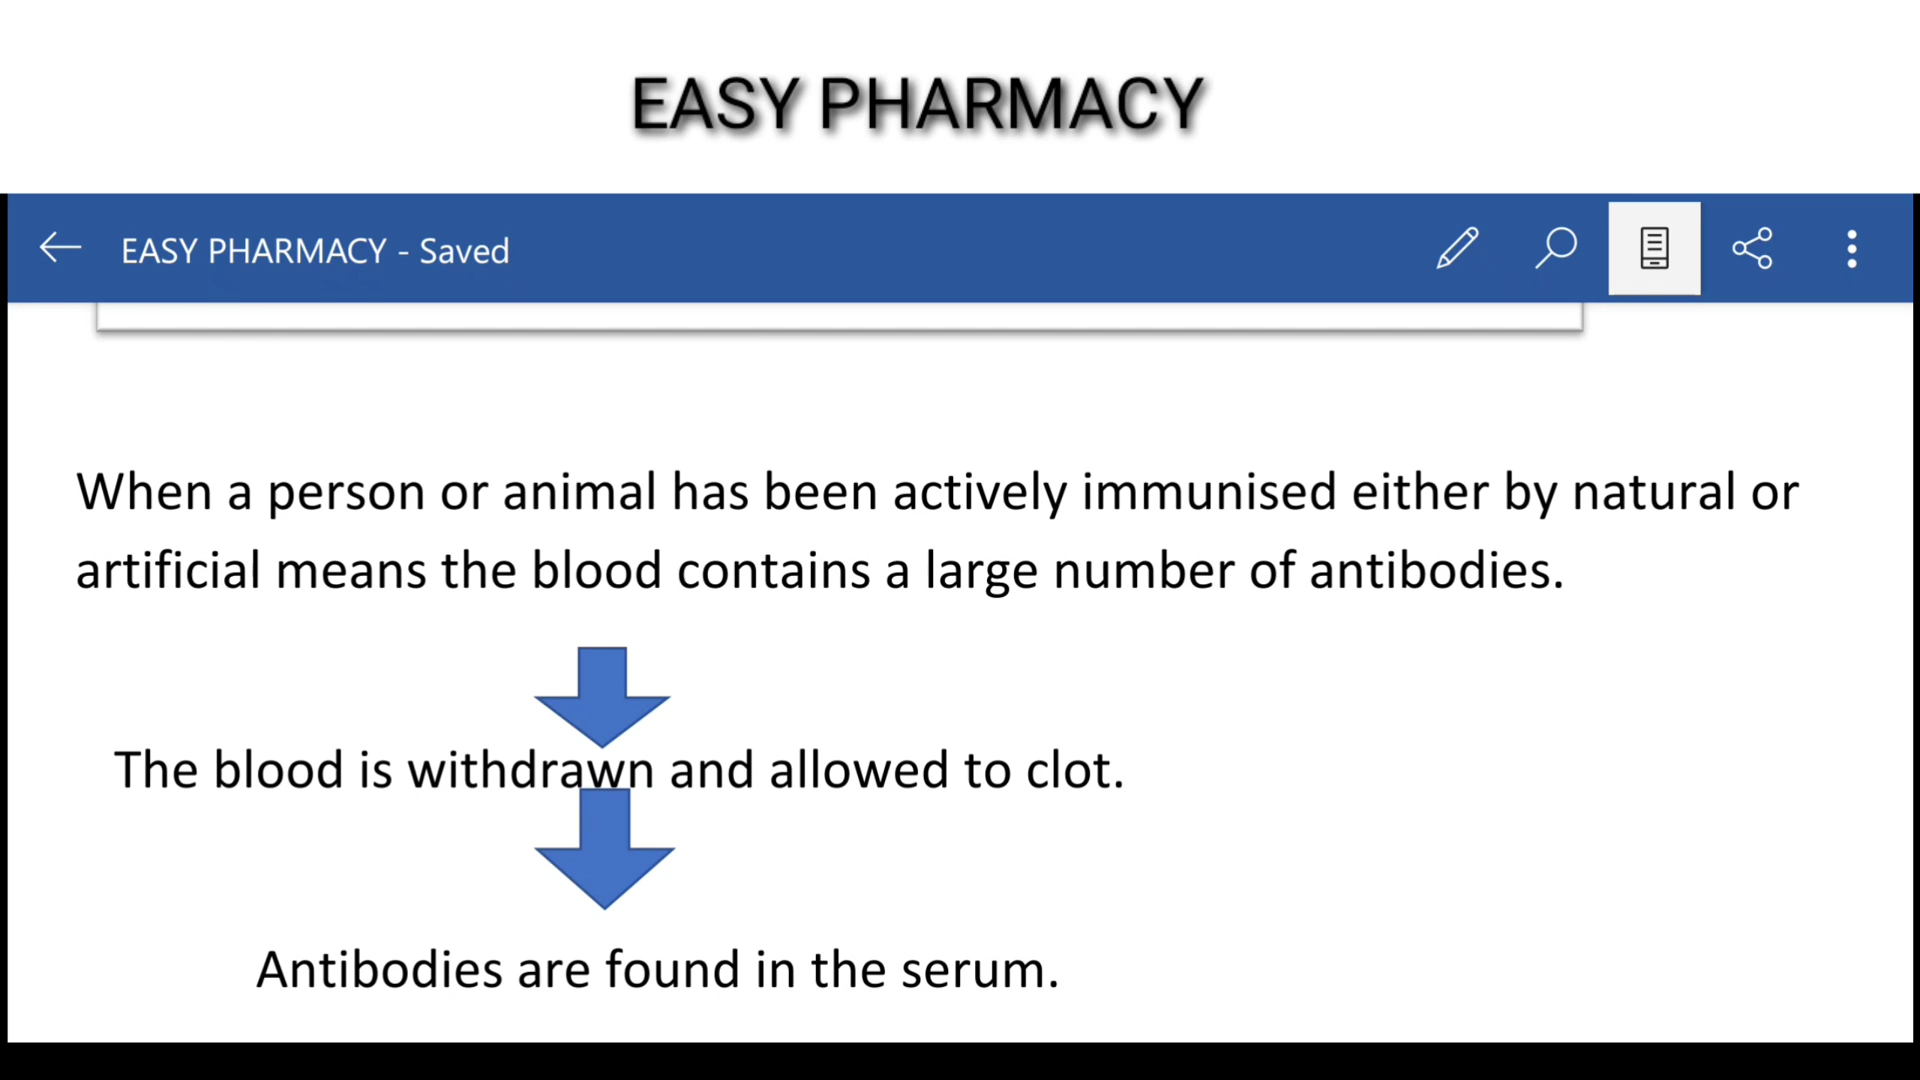 EASY PHARMACY
EASY PHARMACY - Saved
When a person or animal has been actively immunised either by natural or
artificial means the blood contains a large number of antibodies.
The blood is withdrawn and allowed to clot.
Antibodies are found in the serum.